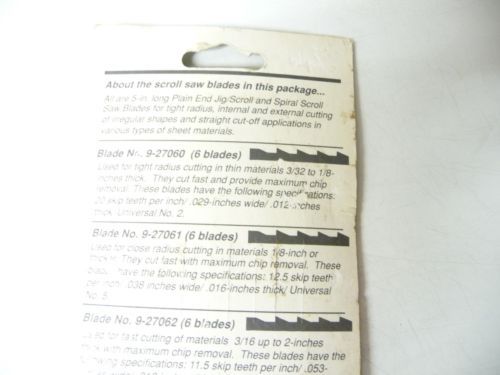 About the scroll saw blades in this package...
All are 5-in. long Plain End Jig/Scroll and Spiral Scroll
Saw Blades for tight radius, internal and external cutting
of irregular shapes and straight cut-off applications in
various types of sheet materials.
Blade No. 9-27060 (6 blades)
Used for tight radius cutting in thin materials 3/32 to 1/8-
inches thick. They cut fast and provide maximum chip
removal. These blades have the following specifications:
20 skip teeth per inch/ .029-inches wide/ .012-inches
thick/ Universal No. 2.
Blade No. 9-27061 (6 blades)
Used for close radius cutting in materials 1/8-inch or
thick. They cut fast with maximum chip removal. These
blades have the following specifications: 12.5 skip teeth
per inch/ .038 inches wide/ .016-inches thick/ Universal
No. 5.
Blade No. 9-27062 (6 blades)
Used for fast cutting of materials 3/16 up to 2-inches
thick with maximum chip removal. These blades have the
following specifications: 11.5 skip teeth per inch/ .053-